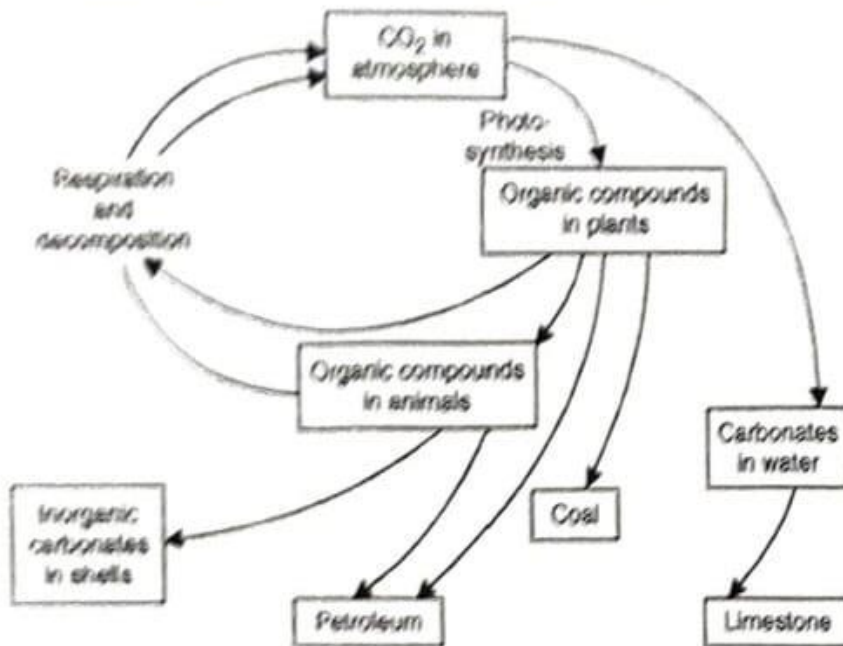 CO₂ in
atmosphere
Photo-
synthesis
Respiration
and
decomposition
Organic compounds
in plants
Organic compounds
in animals
Carbonates
in water
Inorganic
carbonates
in shells
Coal
Petroleum
Limestone